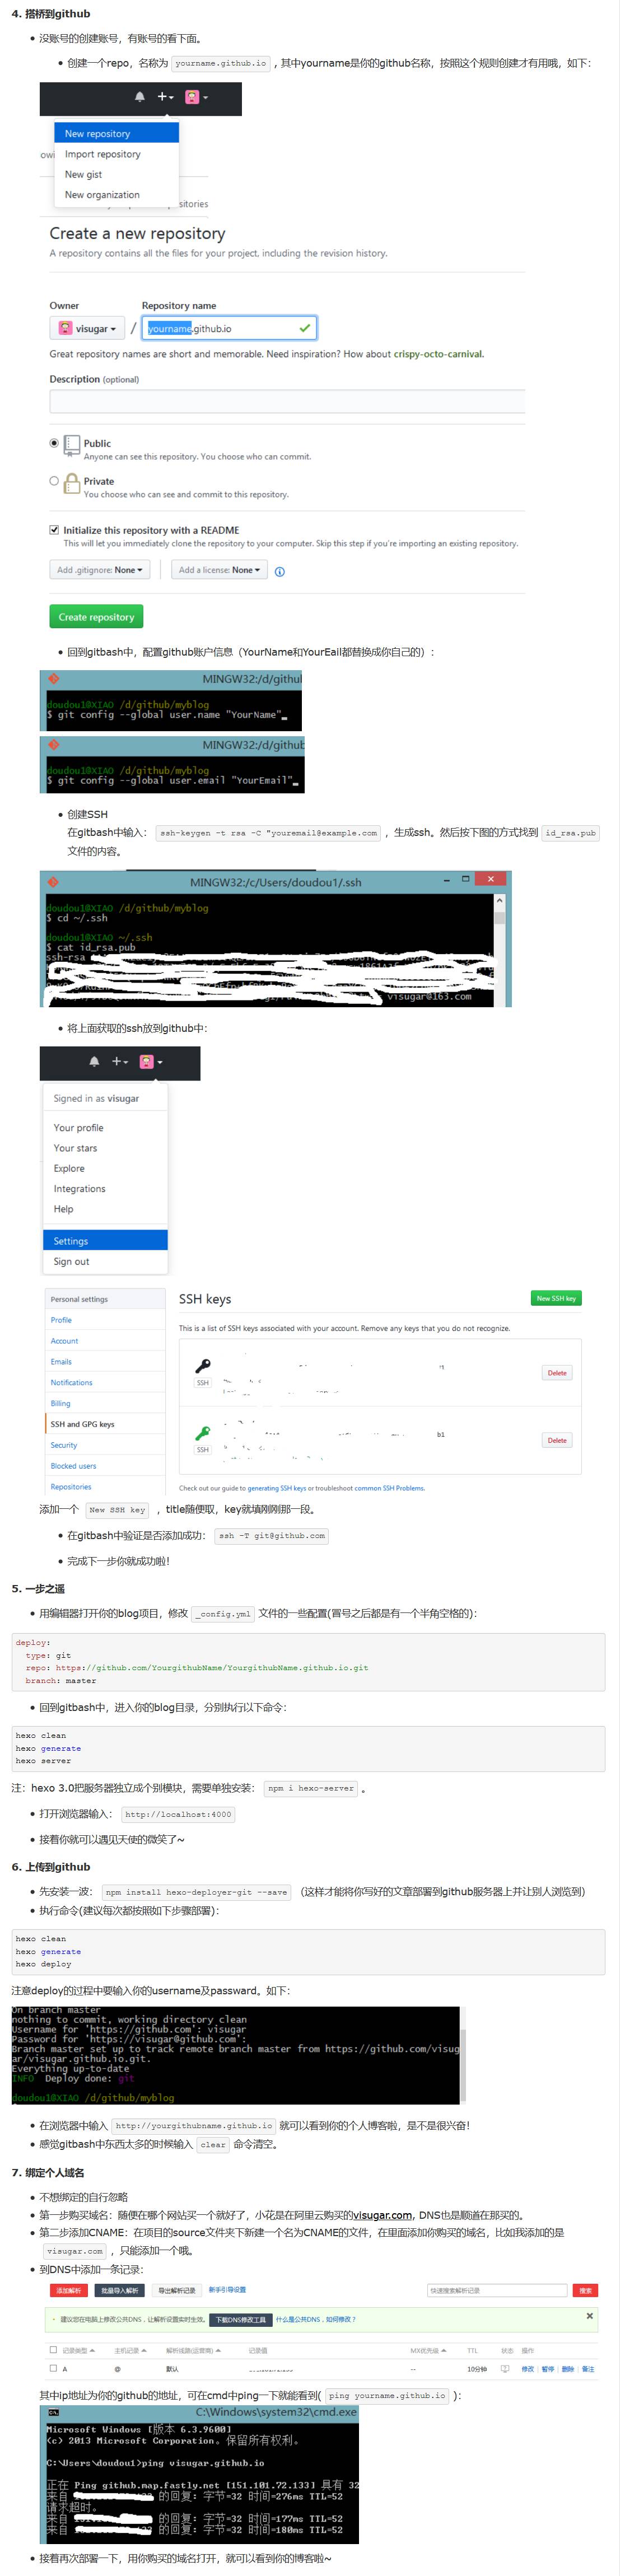 4. 搭桥到github
没账号的创建账号，有账号的看下面。
创建一个repo，名称为 yourname.github.io ，其中yourname是你的github名称，按照这个规则创建才有用哦，如下：
New repository
Import repository
New gist
New organization
sitories
Create a new repository
A repository contains all the files for your project, including the revision history.
Owner
Repository name
visugar / yourname.github.io
Great repository names are short and memorable. Need inspiration? How about crispy-octo-carnival.
Description (optional)
Public
Anyone can see this repository. You choose who can commit.
Private
You choose who can see and commit to this repository.
Initialize this repository with a README
This will let you immediately clone the repository to your computer. Skip this step if you're importing an existing repository.
Add .gitignore: None
Add a license: None
Create repository
回到gitbash中，配置github账户信息（YourName和YourEail都替换成你自己的）：
MINGW32:/d/githul
doudou1@XIAO /d/github/myblog
$ git config --global user.name "YourName"
MINGW32:/d/github
doudou1@XIAO /d/github/myblog
$ git config --global user.email "YourEmail"
创建SSH
在gitbash中输入： ssh-keygen -t rsa -C "youremail@example.com ，生成ssh。然后按下图的方式找到 id_rsa.pub
文件的内容。
MINGW32:/c/Users/doudou1/.ssh
doudou1@XIAO /d/github/myblog
$ cd ~/.ssh
doudou1@XIAO ~/.ssh
$ cat id_rsa.pub
ssh-rsa
visugar@163.com
将上面获取的ssh放到github中：
Signed in as visugar
Your profile
Your stars
Explore
Integrations
Help
Settings
Sign out
Personal settings
Profile
Account
Emails
Notifications
Billing
SSH and GPG keys
Security
Blocked users
Repositories
SSH keys
New SSH key
This is a list of SSH keys associated with your account. Remove any keys that you do not recognize.
SSH
Delete
SSH
b1
Delete
Check out our guide to generating SSH keys or troubleshoot common SSH Problems.
添加一个 New SSH key ，title随便取，key就填刚刚那一段。
在gitbash中验证是否添加成功： ssh -T git@github.com
完成下一步你就成功啦！
5. 一步之遥
用编辑器打开你的blog项目，修改 _config.yml 文件的一些配置(冒号之后都是有一个半角空格的)：
deploy:
type: git
repo: https://github.com/YourgithubName/YourgithubName.github.io.git
branch: master
回到gitbash中，进入你的blog目录，分别执行以下命令：
hexo clean
hexo generate
hexo server
注：hexo 3.0把服务器独立成个别模块，需要单独安装： npm i hexo-server 。
打开浏览器输入： http://localhost:4000
接着你就可以遇见天使的微笑了~
6. 上传到github
先安装一波： npm install hexo-deployer-git --save （这样才能将你写好的文章部署到github服务器上并让别人浏览到）
执行命令(建议每次都按照如下步骤部署)：
hexo clean
hexo generate
hexo deploy
注意deploy的过程中要输入你的username及passward。如下：
On branch master
nothing to commit, working directory clean
Username for 'https://github.com': visugar
Password for 'https://visugar@github.com':
Branch master set up to track remote branch master from https://github.com/visug
ar/visugar.github.io.git.
Everything up-to-date
INFO Deploy done: git
doudou1@XIAO /d/github/myblog
在浏览器中输入 http://yourgithubname.github.io 就可以看到你的个人博客啦，是不是很兴奋！
感觉gitbash中东西太多的时候输入 clear 命令清空。
7. 绑定个人域名
不想绑定的自行忽略
第一步购买域名：随便在哪个网站买一个就好了，小花是在阿里云购买的visugar.com, DNS也是顺道在那买的。
第二步添加CNAME：在项目的source文件夹下新建一个名为CNAME的文件，在里面添加你购买的域名，比如我添加的是
visugar.com ，只能添加一个哦。
到DNS中添加一条记录：
添加解析 批量导入解析 导出解析记录 新手引导设置 快速搜索解析记录 搜索
建议您在电脑上修改公共DNS，让解析设置实时生效。 下载DNS修改工具 什么是公共DNS，如何修改？
记录类型 主机记录 解析线路(运营商) 记录值 MX优先级 TTL 状态 操作
A @ 默认 -- 10分钟 修改 | 暂停 | 删除 | 备注
其中ip地址为你的github的地址，可在cmd中ping一下就能看到( ping yourname.github.io )：
C:\Windows\system32\cmd.exe
Microsoft Windows [版本 6.3.9600]
(c) 2013 Microsoft Corporation。保留所有权利。
C:\Users\doudou1>ping visugar.github.io
正在 Ping github.map.fastly.net [151.101.72.133] 具有 32
来自 的回复: 字节=32 时间=276ms TTL=52
请求超时。
来自 的回复: 字节=32 时间=177ms TTL=52
来自 的回复: 字节=32 时间=180ms TTL=52
接着再次部署一下，用你购买的域名打开，就可以看到你的博客啦~